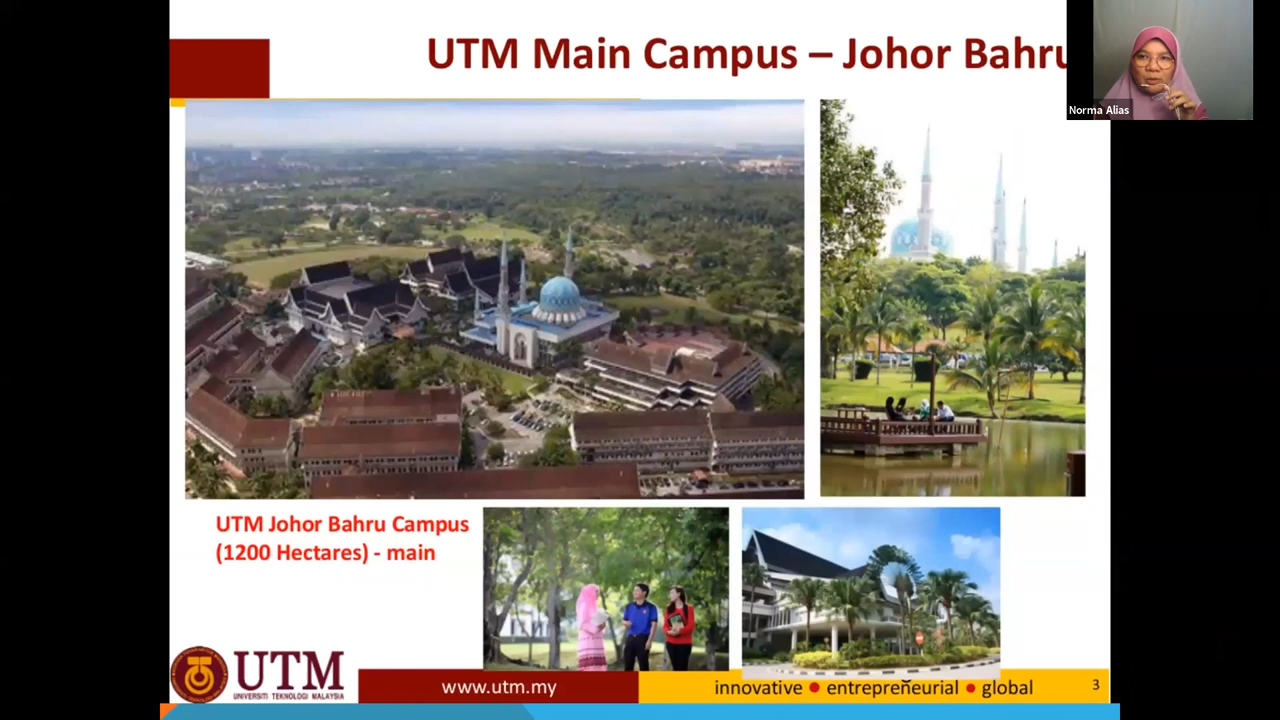 UTM Main Campus – Johor Bahru
Norma Alias
UTM Johor Bahru Campus
(1200 Hectares) - main
UTM
UNIVERSITI TEKNOLOGI MALAYSIA
www.utm.my
innovative ● entrepreneurial ● global
3